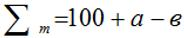 ∑ m=100 + а − в